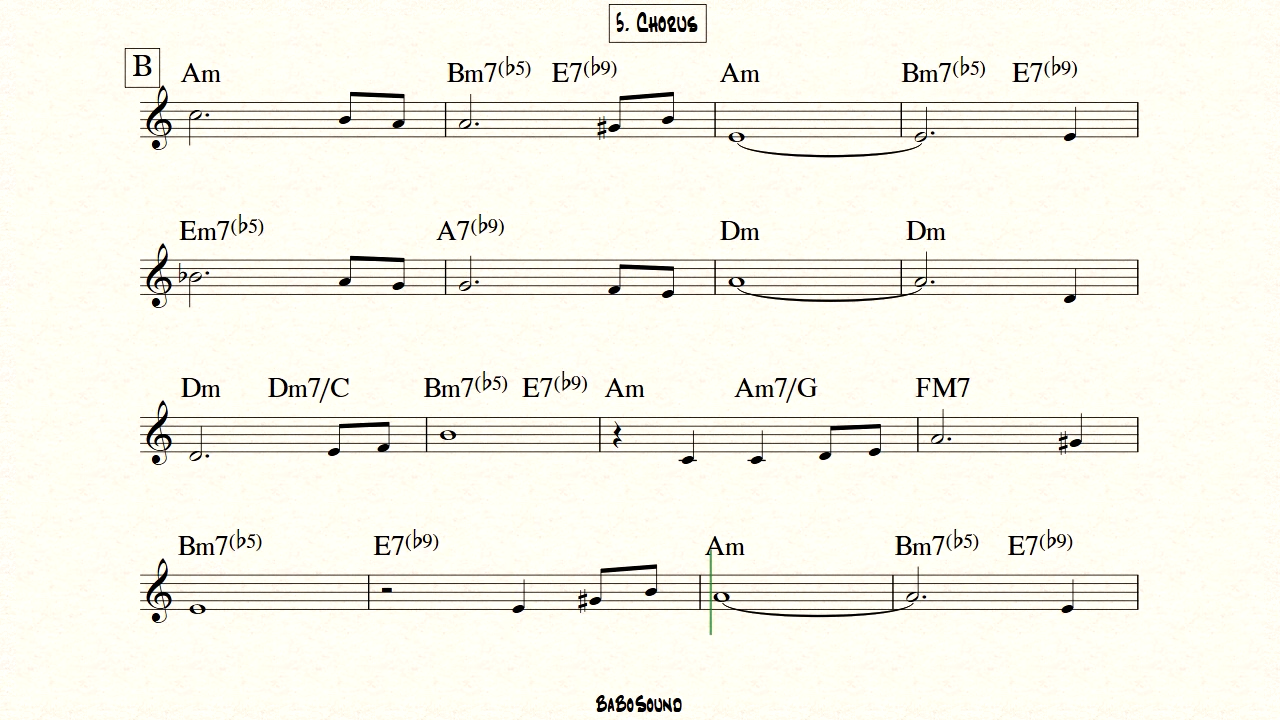 5. CHORUS
B Am Bm7(♭5) E7(♭9) Am Bm7(♭5) E7(♭9)
Em7(♭5) A7(♭9) Dm Dm
Dm Dm7/C Bm7(♭5) E7(♭9) Am Am7/G FM7
Bm7(♭5) E7(♭9) Am Bm7(♭5) E7(♭9)
BABOSOUND